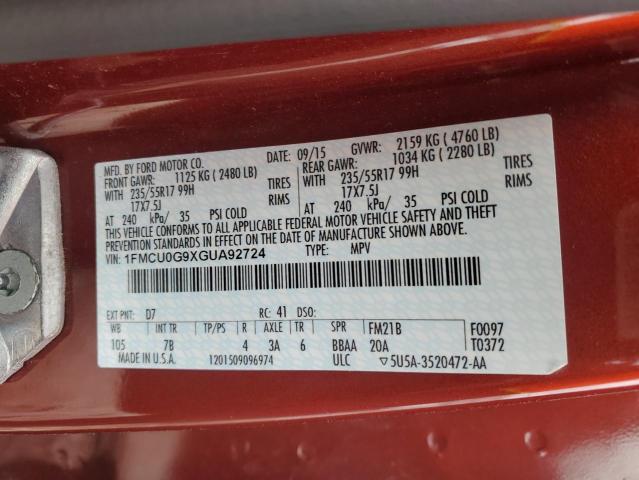 MFD. BY FORD MOTOR CO.
DATE: 09/15 GVWR: 2159 KG ( 4760 LB)
FRONT GAWR: 1125 KG ( 2480 LB) REAR GAWR: 1034 KG ( 2280 LB)
WITH 235/55R17 99H TIRES WITH 235/55R17 99H TIRES
17X7.5J RIMS 17X7.5J RIMS
AT 240 kPa/ 35 PSI COLD AT 240 kPa/ 35 PSI COLD
THIS VEHICLE CONFORMS TO ALL APPLICABLE FEDERAL MOTOR VEHICLE SAFETY AND THEFT
PREVENTION STANDARDS IN EFFECT ON THE DATE OF MANUFACTURE SHOWN ABOVE.
VIN: 1FMCU0G9XGUA92724 TYPE: MPV
EXT PNT: D7 RC: 41 DSO:
WB INT TR TP/PS R AXLE TR SPR FM21B F0097
105 7B 4 3A 6 BBAA 20A T0372
MADE IN U.S.A. 1201509096974 ULC ▽5U5A-3520472-AA